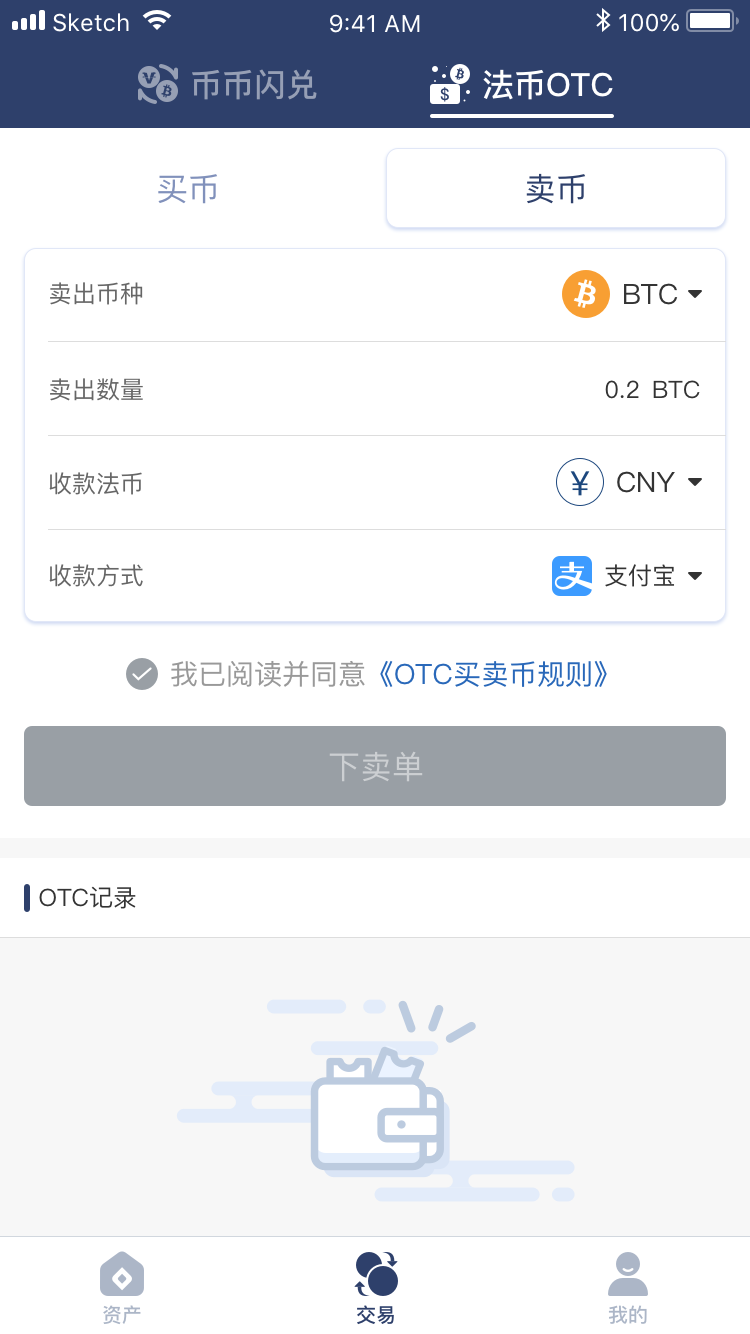 Sketch 9:41 AM 100%
币币闪兑 法币OTC
买币 卖币
卖出币种 BTC
卖出数量 0.2 BTC
收款法币 ¥ CNY
收款方式 支 支付宝
我已阅读并同意《OTC买卖币规则》
下卖单
OTC记录
资产 交易 我的